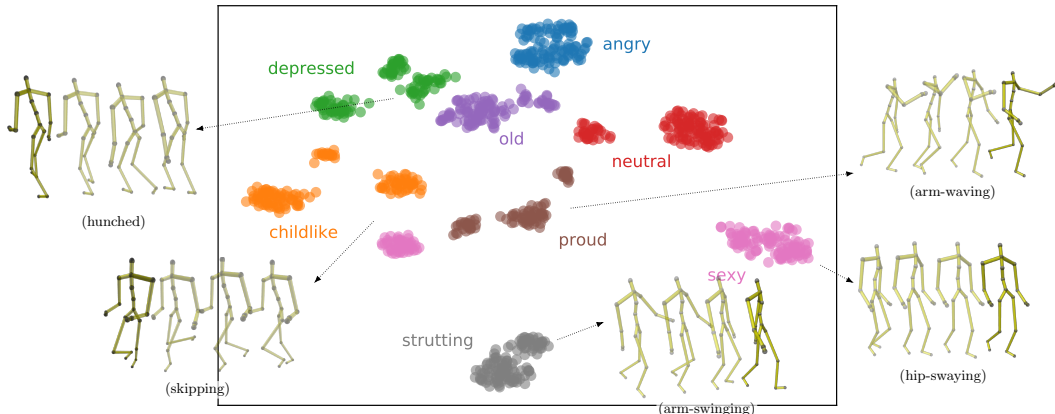 angry
depressed
old
neutral
(arm-waving)
(hunched)
childlike
proud
sexy
strutting
(skipping)
(hip-swaying)
(arm-swinging)